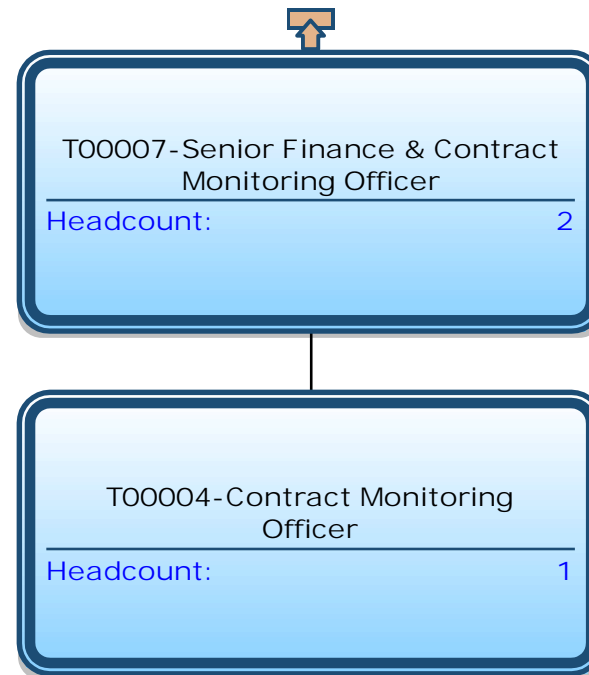 T00007-Senior Finance & Contract
Monitoring Officer
Headcount: 2
T00004-Contract Monitoring
Officer
Headcount: 1